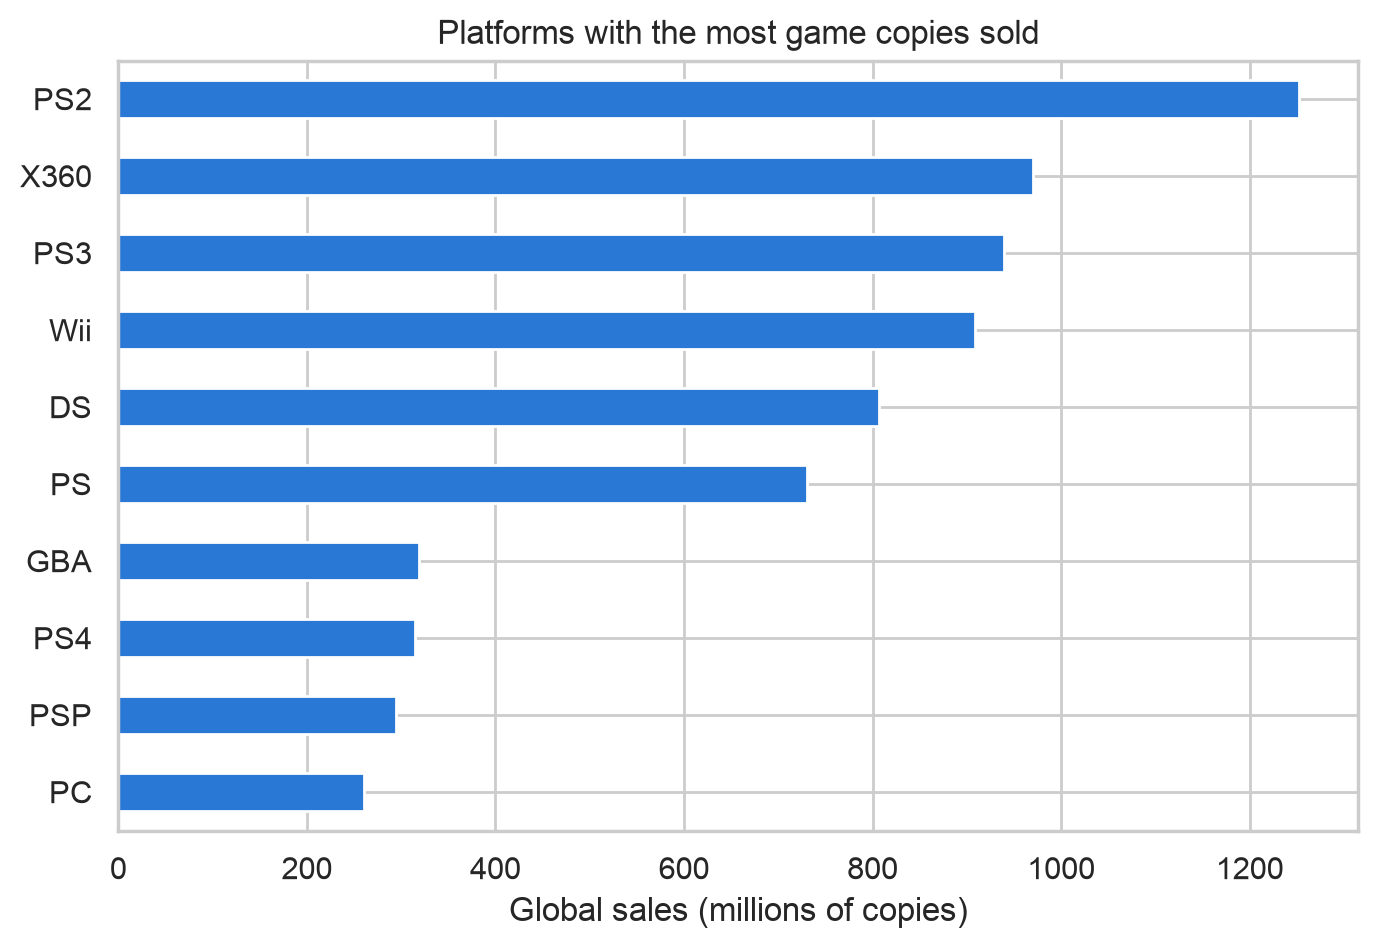 Platforms with the most game copies sold
PS2
X360
PS3
Wii
DS
PS
GBA
PS4
PSP
PC
0 200 400 600 800 1000 1200
Global sales (millions of copies)